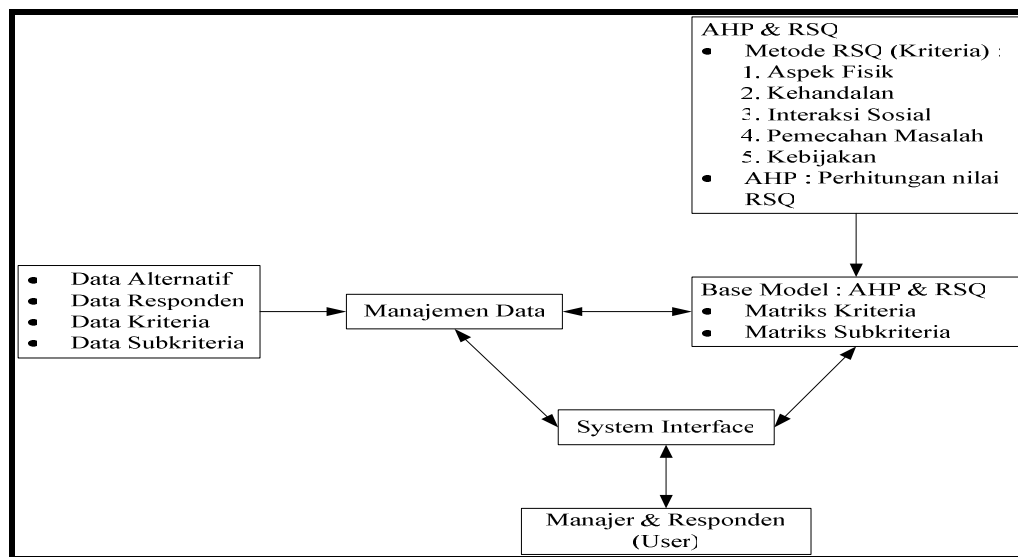 AHP & RSQ
• Metode RSQ (Kriteria) :
1. Aspek Fisik
2. Kehandalan
3. Interaksi Sosial
4. Pemecahan Masalah
5. Kebijakan
• AHP : Perhitungan nilai
RSQ
• Data Alternatif
• Data Responden
• Data Kriteria
• Data Subkriteria
Manajemen Data
Base Model : AHP & RSQ
• Matriks Kriteria
• Matriks Subkriteria
System Interface
Manajer & Responden
(User)